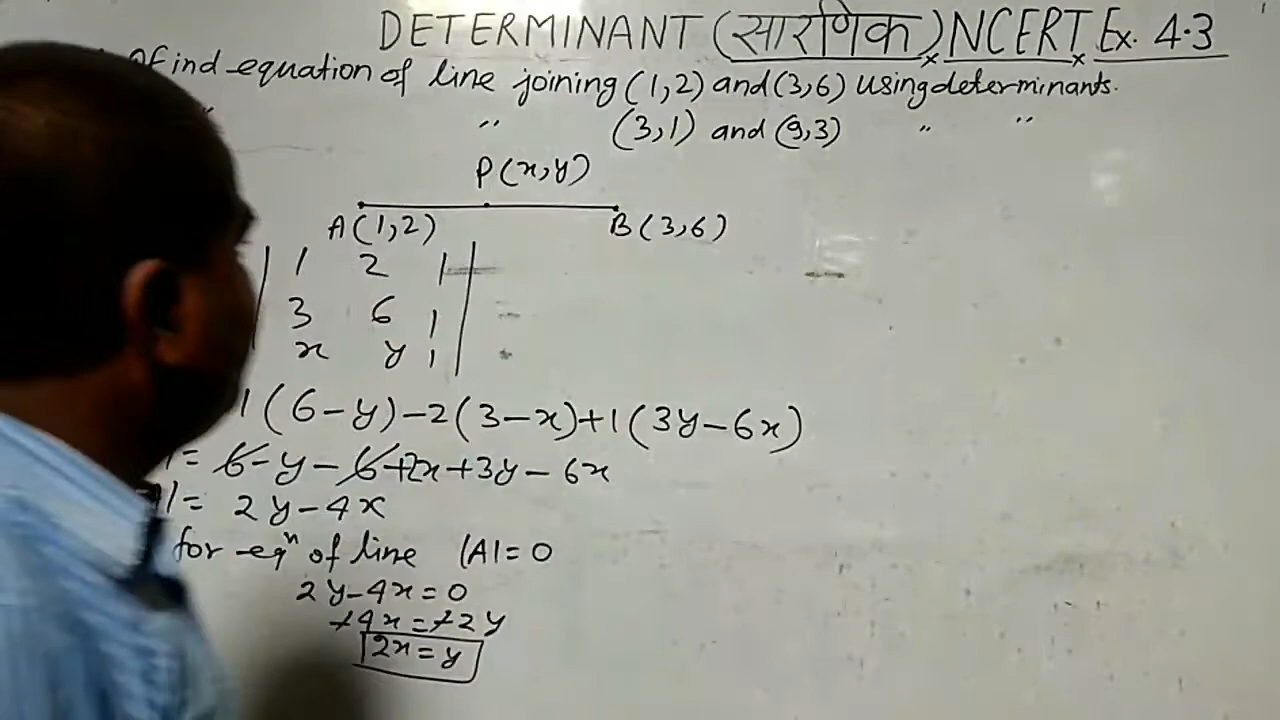 DETERMINANT (सारणिक) NCERT Ex. 4.3
find equation of line joining (1,2) and (3,6) using determinants.
" " (3,1) and (9,3) " "
P(x,y)
A(1,2) B(3,6)
| 1 2 1 |
3 6 1
x y 1 |
1(6-y)-2(3-x)+1(3y-6x)
= 6-y-6+2x+3y-6x
|= 2y-4x
for eqⁿ of line |A|=0
2y-4x=0
-4x=-2y
2x=y